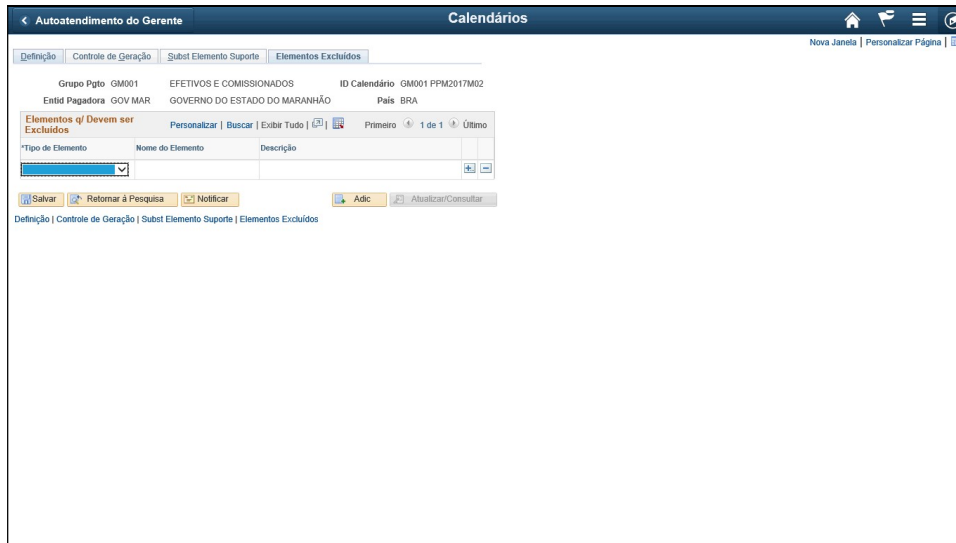 Autoatendimento do Gerente
Calendários
Nova Janela | Personalizar Página |
Definição
Controle de Geração
Subst Elemento Suporte
Elementos Excluídos
Grupo Pgto GM001 EFETIVOS E COMISSIONADOS ID Calendário GM001 PPM2017M02
Entid Pagadora GOV MAR GOVERNO DO ESTADO DO MARANHÃO País BRA
Elementos q/ Devem ser
Excluídos
Personalizar | Buscar | Exibir Tudo | | Primeiro 1 de 1 Último
*Tipo de Elemento Nome do Elemento Descrição
Salvar Retornar à Pesquisa Notificar Adic Atualizar/Consultar
Definição | Controle de Geração | Subst Elemento Suporte | Elementos Excluídos